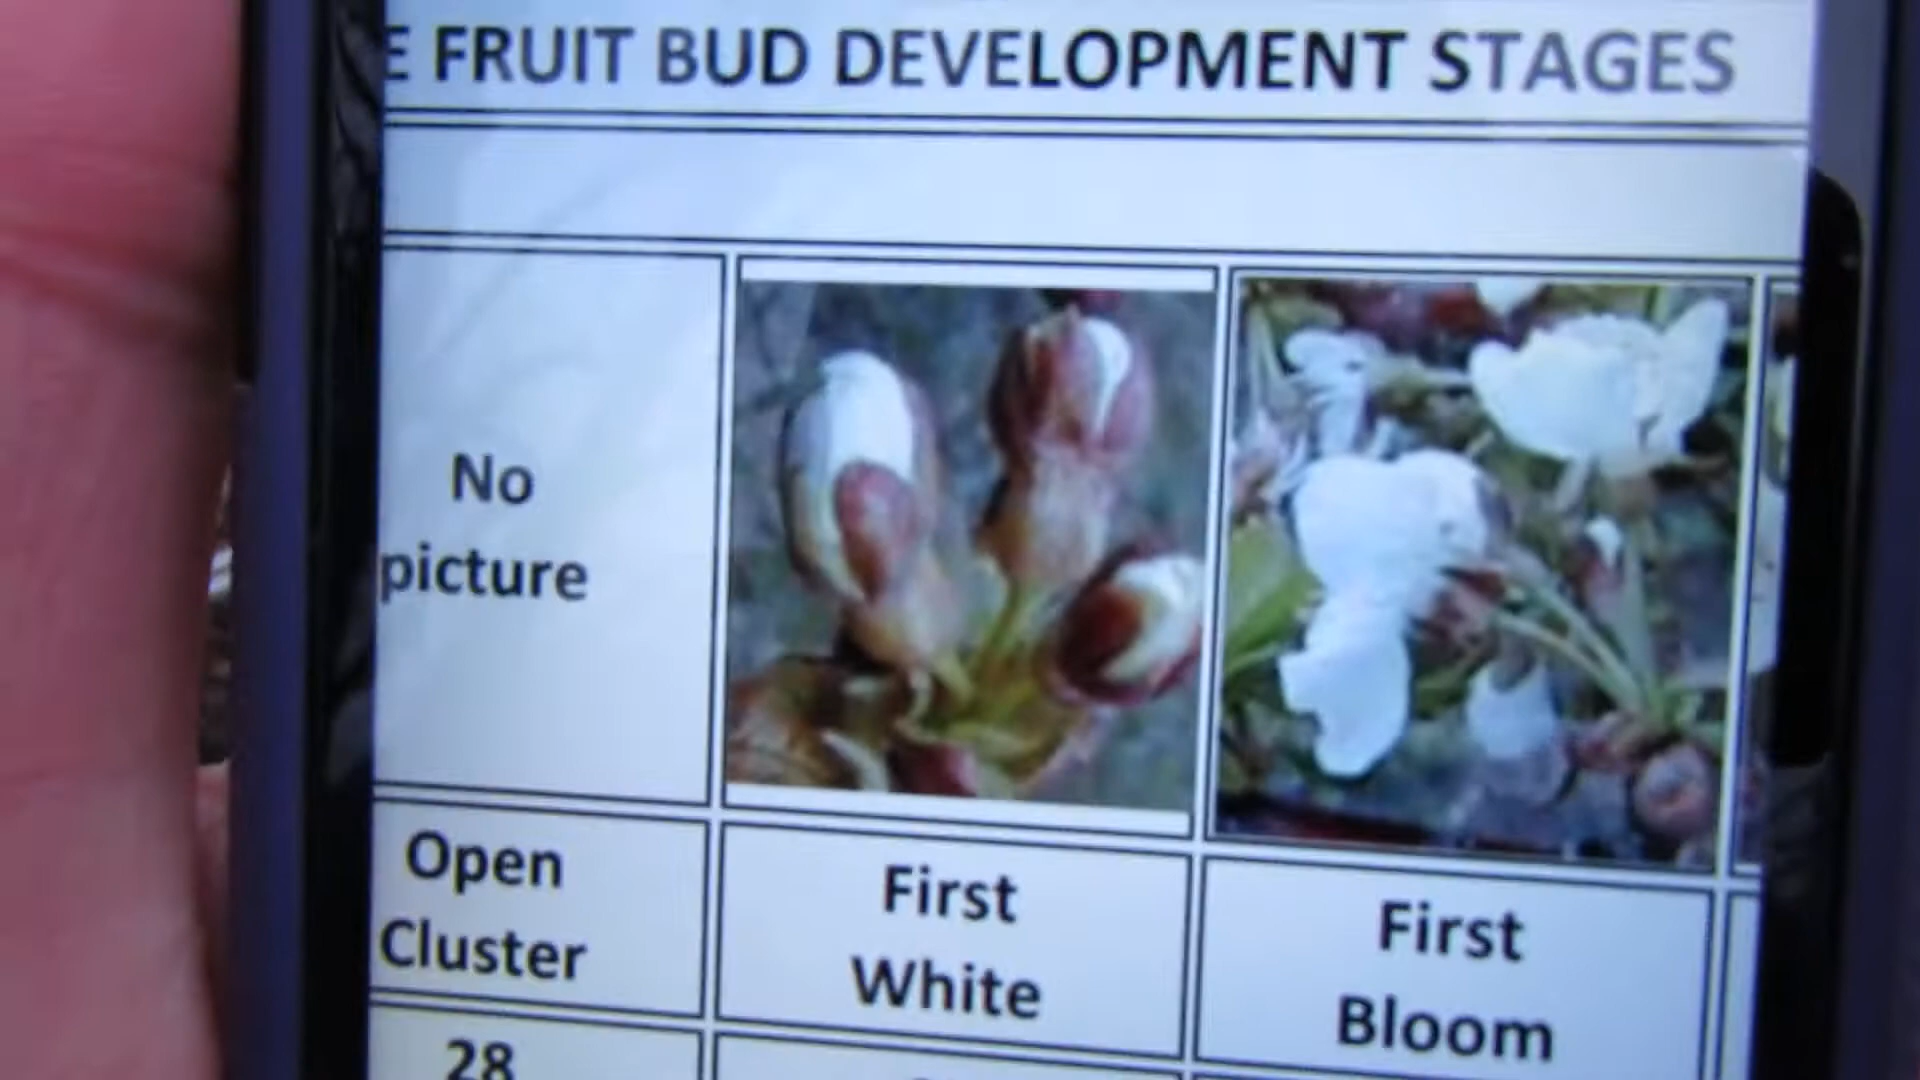 E FRUIT BUD DEVELOPMENT STAGES
No
picture
Open
Cluster
First
White
First
Bloom
28